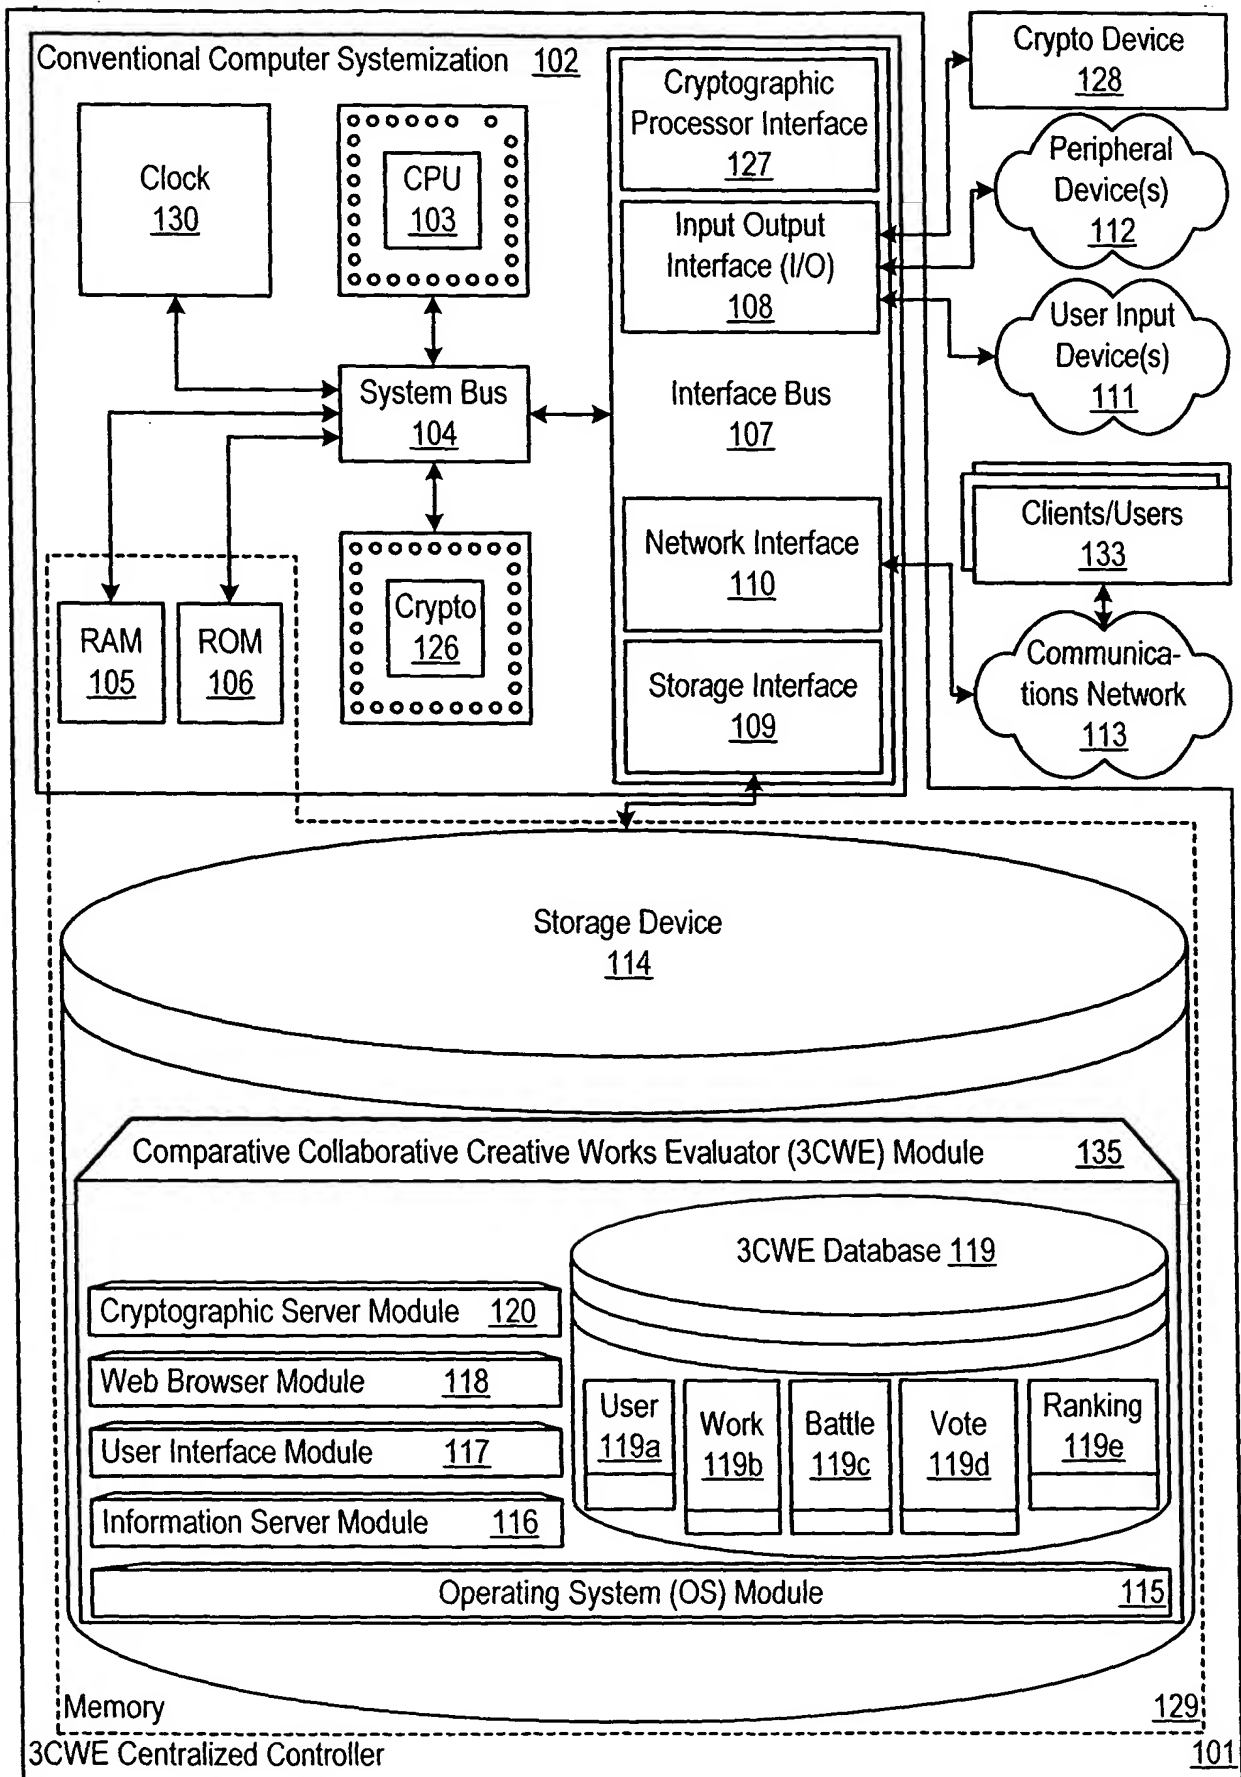 Conventional Computer Systemization 102
Clock
130
CPU
103
System Bus
104
Crypto
126
RAM
105
ROM
106
Cryptographic
Processor Interface
127
Input Output
Interface (I/O)
108
Interface Bus
107
Network Interface
110
Storage Interface
109
Crypto Device
128
Peripheral
Device(s)
112
User Input
Device(s)
111
Clients/Users
133
Communica-
tions Network
113
Storage Device
114
Comparative Collaborative Creative Works Evaluator (3CWE) Module 135
3CWE Database 119
Cryptographic Server Module 120
Web Browser Module 118
User Interface Module 117
Information Server Module 116
User
119a
Work
119b
Battle
119c
Vote
119d
Ranking
119e
Operating System (OS) Module 115
Memory 129
3CWE Centralized Controller 101